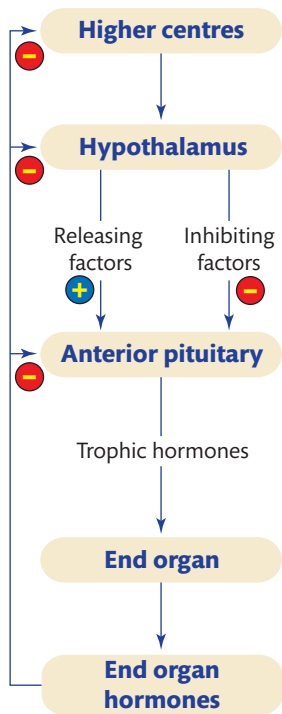 Higher centres
–
Hypothalamus
–
Releasing
factors
+
Inhibiting
factors
–
Anterior pituitary
–
Trophic hormones
End organ
End organ
hormones